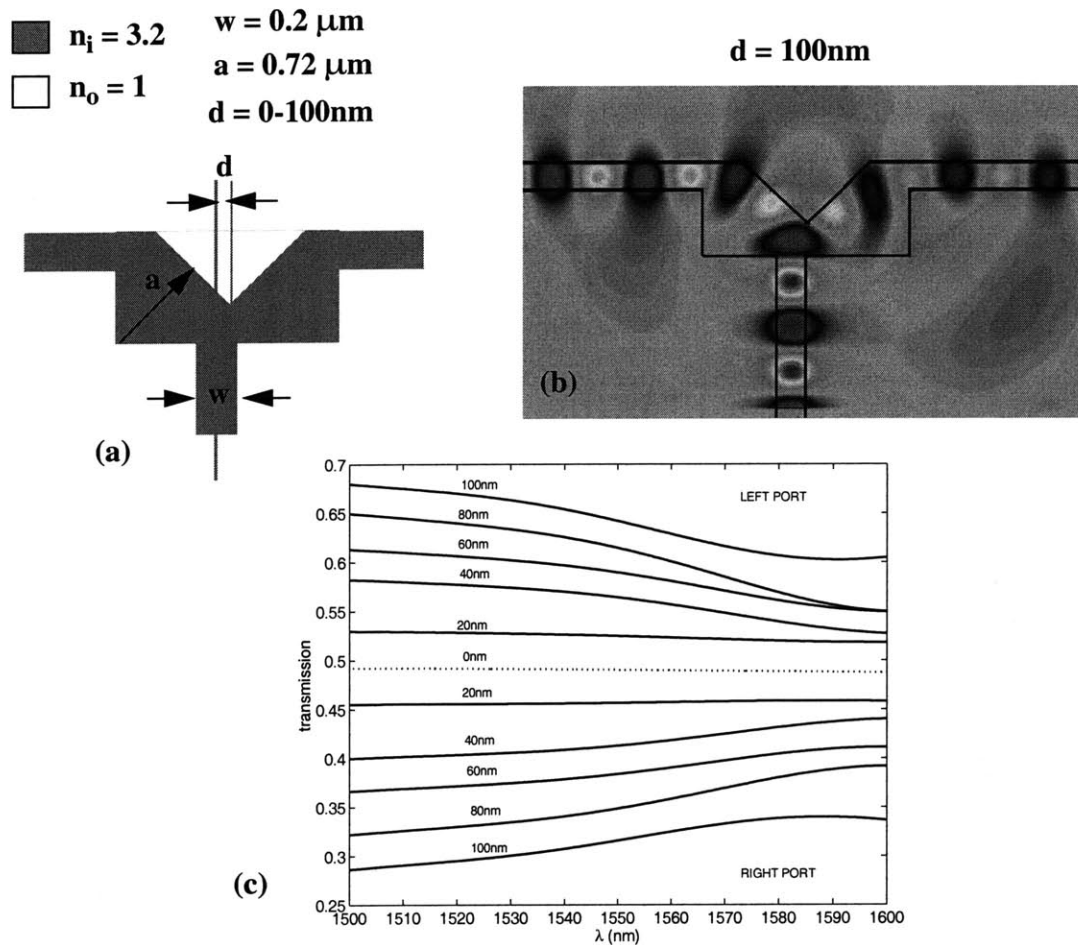 nᵢ = 3.2
nₒ = 1
w = 0.2 μm
a = 0.72 μm
d = 0-100nm
d
a
w
(a)
d = 100nm
(b)
0.7
0.65
0.6
0.55
0.5
0.45
0.4
0.35
0.3
0.25
transmission
100nm
80nm
60nm
40nm
20nm
0nm
20nm
40nm
60nm
80nm
100nm
LEFT PORT
RIGHT PORT
1500 1510 1520 1530 1540 1550 1560 1570 1580 1590 1600
λ (nm)
(c)